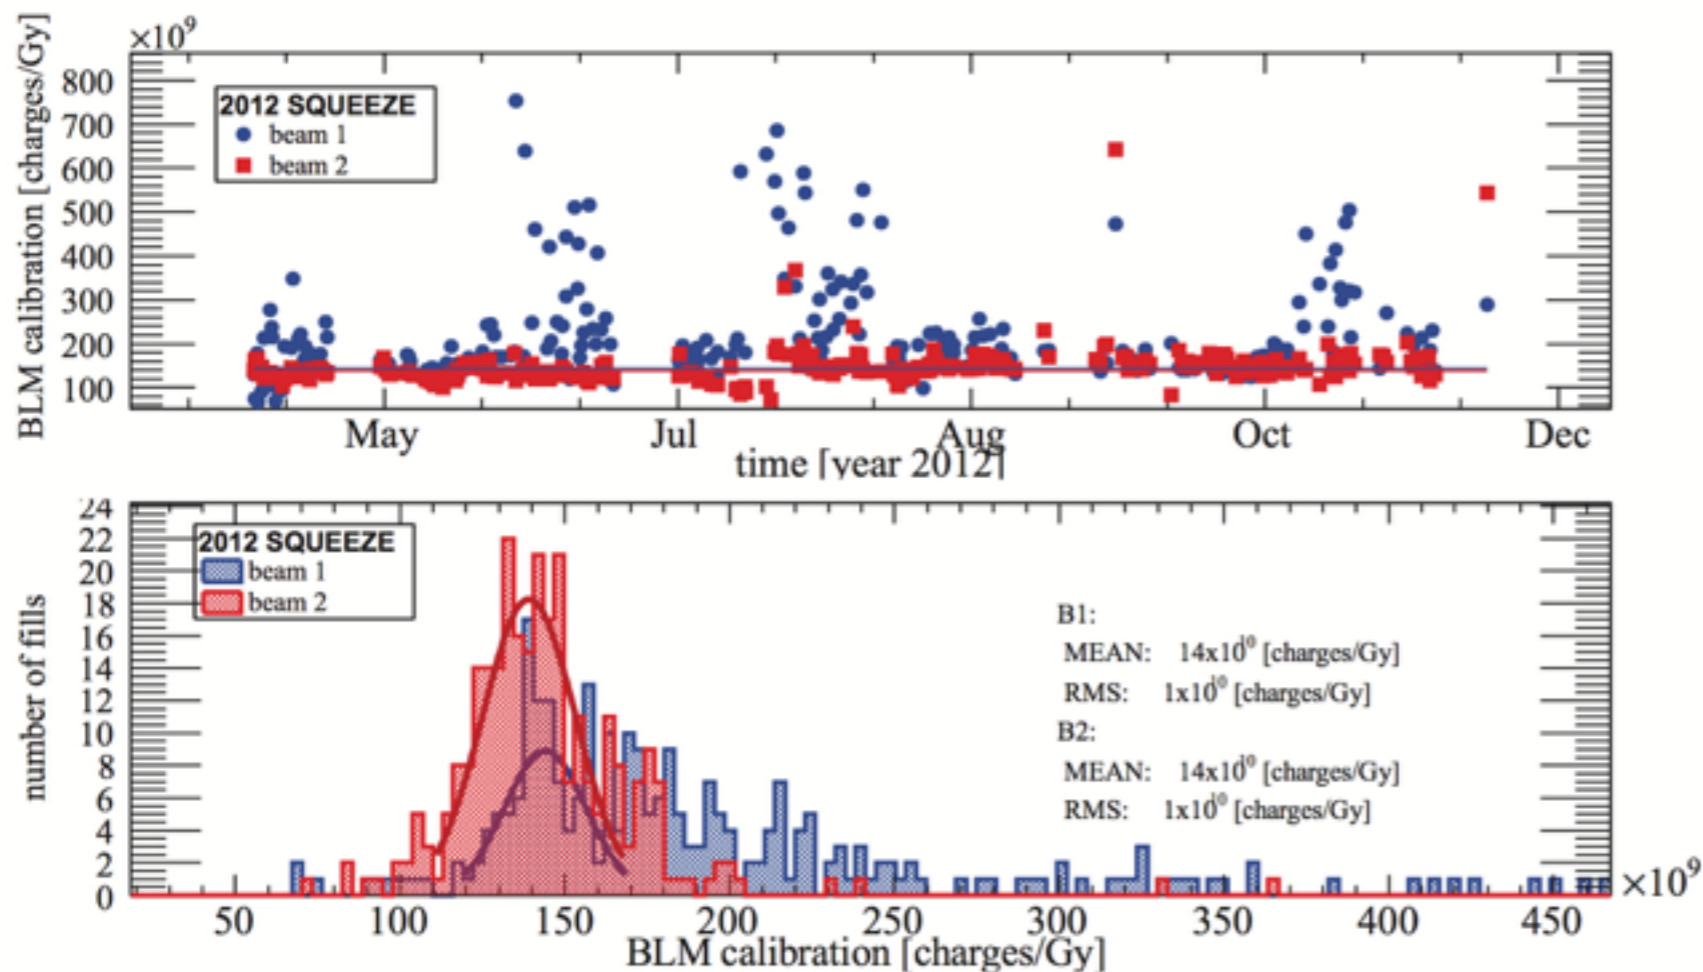 ×10⁹
BLM calibration [charges/Gy]
800
700
600
500
400
300
200
100
2012 SQUEEZE
beam 1
beam 2
May
Jul
Aug
Oct
Dec
time [year 2012]
number of fills
24
22
20
18
16
14
12
10
8
6
4
2
0
2012 SQUEEZE
beam 1
beam 2
B1:
MEAN: 14x10¹⁰ [charges/Gy]
RMS: 1x10¹⁰ [charges/Gy]
B2:
MEAN: 14x10¹⁰ [charges/Gy]
RMS: 1x10¹⁰ [charges/Gy]
×10⁹
50
100
150
200
250
300
350
400
450
BLM calibration [charges/Gy]